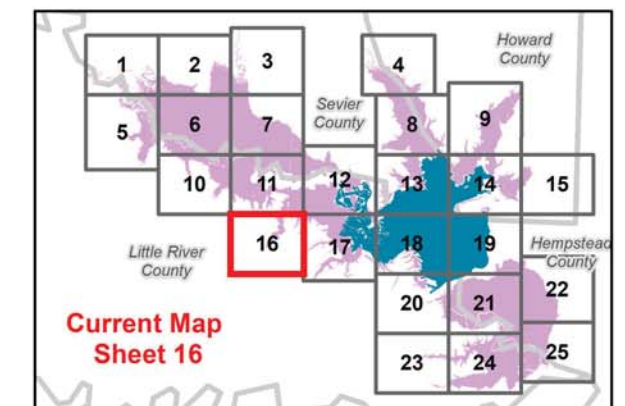 Howard
County
1
2
3
4
Sevier
County
5
6
7
8
9
10
11
12
13
14
15
Little River
County
16
17
18
19
Hempstead
County
Current Map
Sheet 16
20
21
22
23
24
25